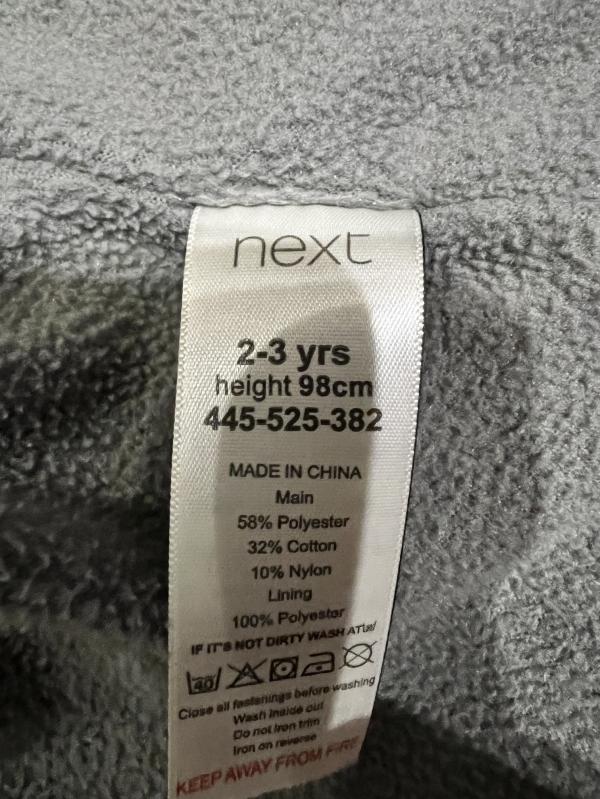 next
2-3 yrs
height 98cm
445-525-382
MADE IN CHINA
Main
58% Polyester
32% Cotton
10% Nylon
Lining
100% Polyester
IF IT'S NOT DIRTY WASH AT
40
Close all fastenings before washing
Wash inside out
Do not iron trim
Iron on reverse
KEEP AWAY FROM FIRE